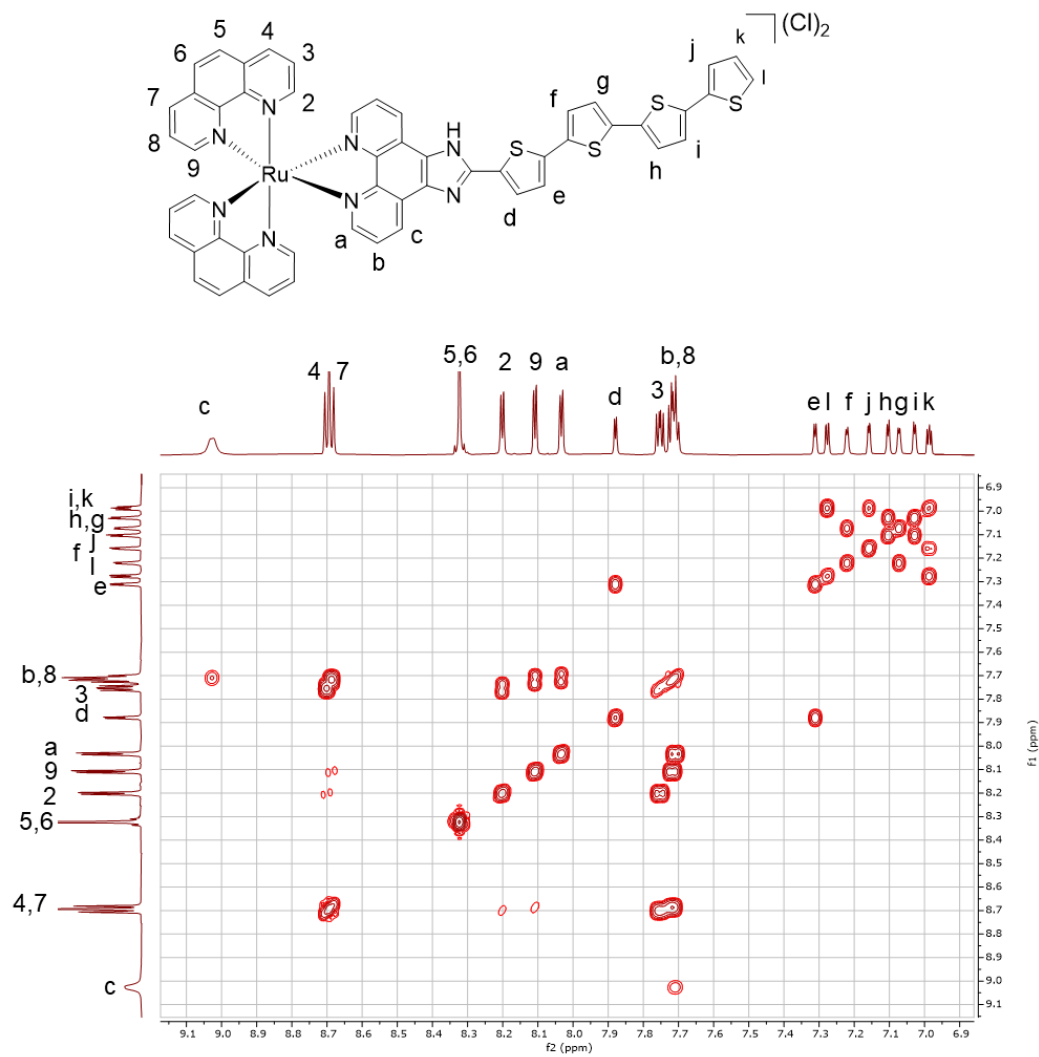 ](Cl)₂
5 4 k
6 3 j l
7 g
N 2 f S S
8 N H S S
9 N N i
Ru N h
N N N e
N d
a c
b
b,8
5,6
4 7 2 9 a 3
c d e l f j h g i k
i,k 6.9
h,g 7.0
j 7.1
f 7.2
l 7.3
e 7.4
7.5
7.6
b,8 7.7
3 7.8
d 7.9
a 8.0
9 8.1
2 8.2
5,6 8.3
8.4
8.5
8.6
4,7 8.7
8.8
8.9
c 9.0
9.1
f1 (ppm)
9.1 9.0 8.9 8.8 8.7 8.6 8.5 8.4 8.3 8.2 8.1 8.0 7.9 7.8 7.7 7.6 7.5 7.4 7.3 7.2 7.1 7.0 6.9
f2 (ppm)